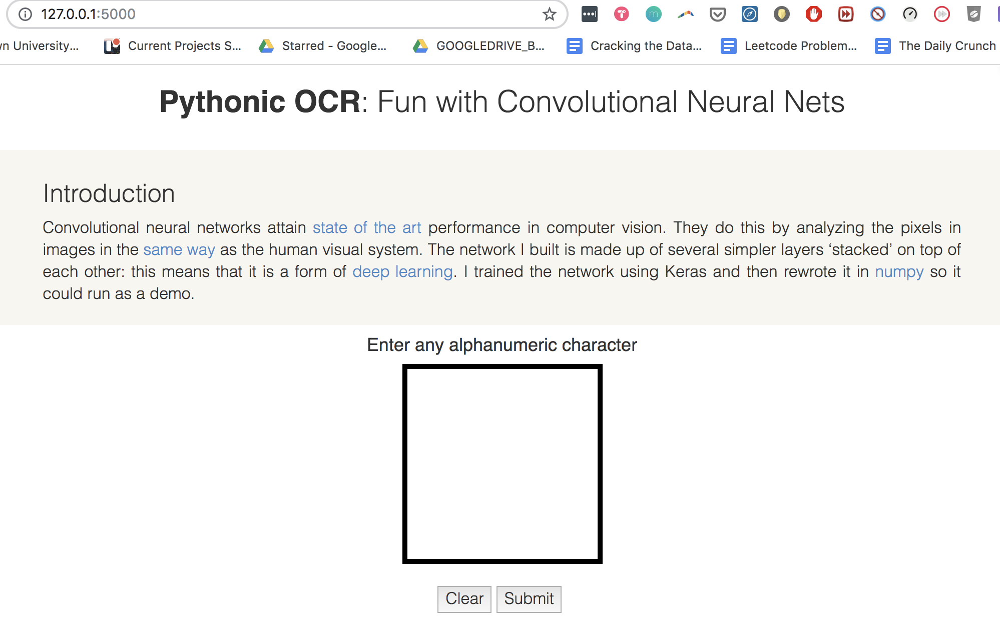 127.0.0.1:5000
wn University... Current Projects S... Starred - Google... GOOGLEDRIVE_B... Cracking the Data... Leetcode Problem... The Daily Crunch
Pythonic OCR: Fun with Convolutional Neural Nets
Introduction
Convolutional neural networks attain state of the art performance in computer vision. They do this by analyzing the pixels in
images in the same way as the human visual system. The network I built is made up of several simpler layers ‘stacked’ on top of
each other: this means that it is a form of deep learning. I trained the network using Keras and then rewrote it in numpy so it
could run as a demo.
Enter any alphanumeric character
Clear Submit